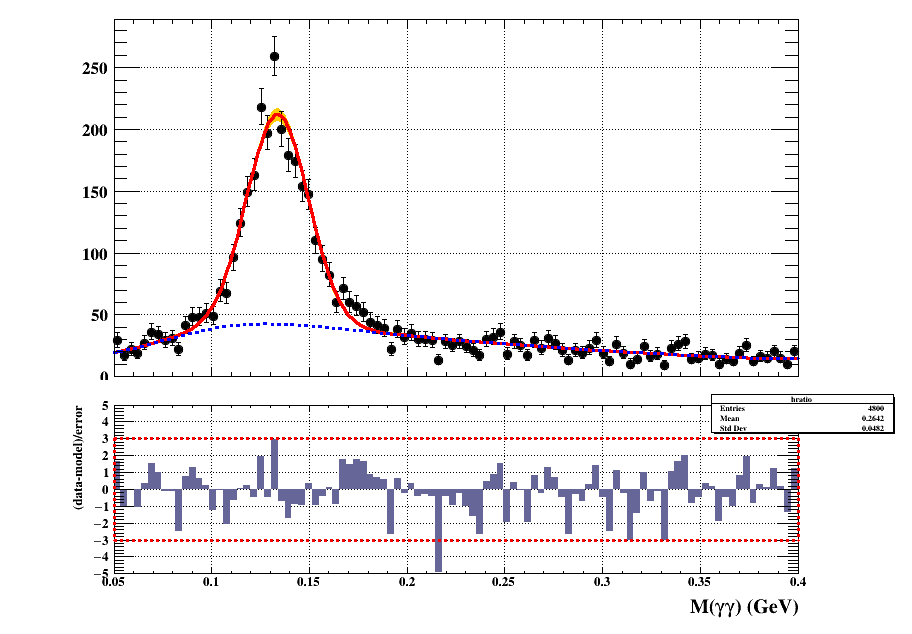 250
200
150
100
50
0
(data-model)/error
5
4
3
2
1
0
−1
−2
−3
−4
−5
hratio
Entries 4800
Mean 0.2642
Std Dev 0.0482
0.05 0.1 0.15 0.2 0.25 0.3 0.35 0.4
M(γγ) (GeV)